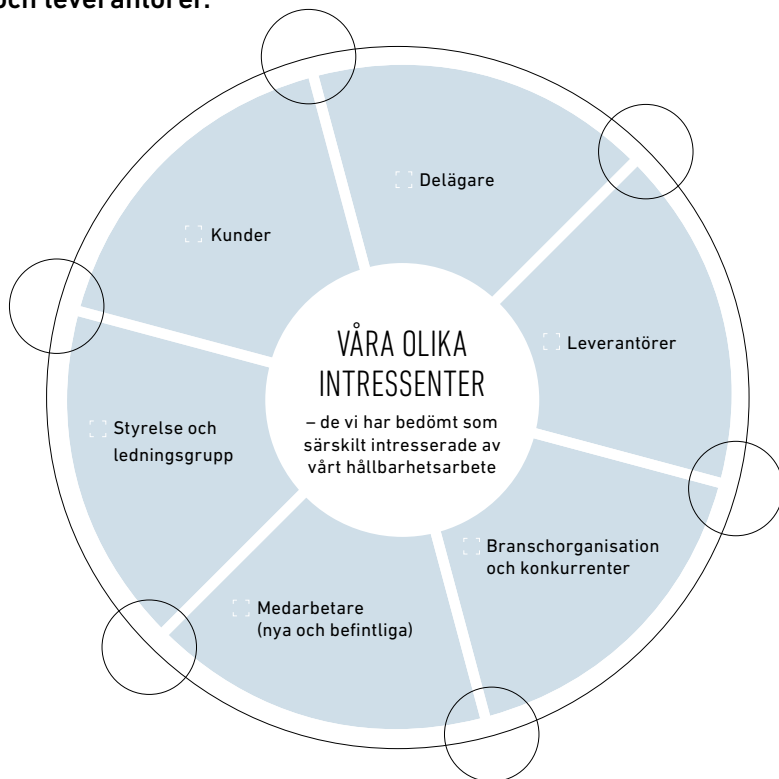 och leverantörer.
Delägare
Kunder
Leverantörer
VÅRA OLIKA
INTRESSENTER
– de vi har bedömt som
särskilt intresserade av
vårt hållbarhetsarbete
Styrelse och
ledningsgrupp
Branschorganisation
och konkurrenter
Medarbetare
(nya och befintliga)